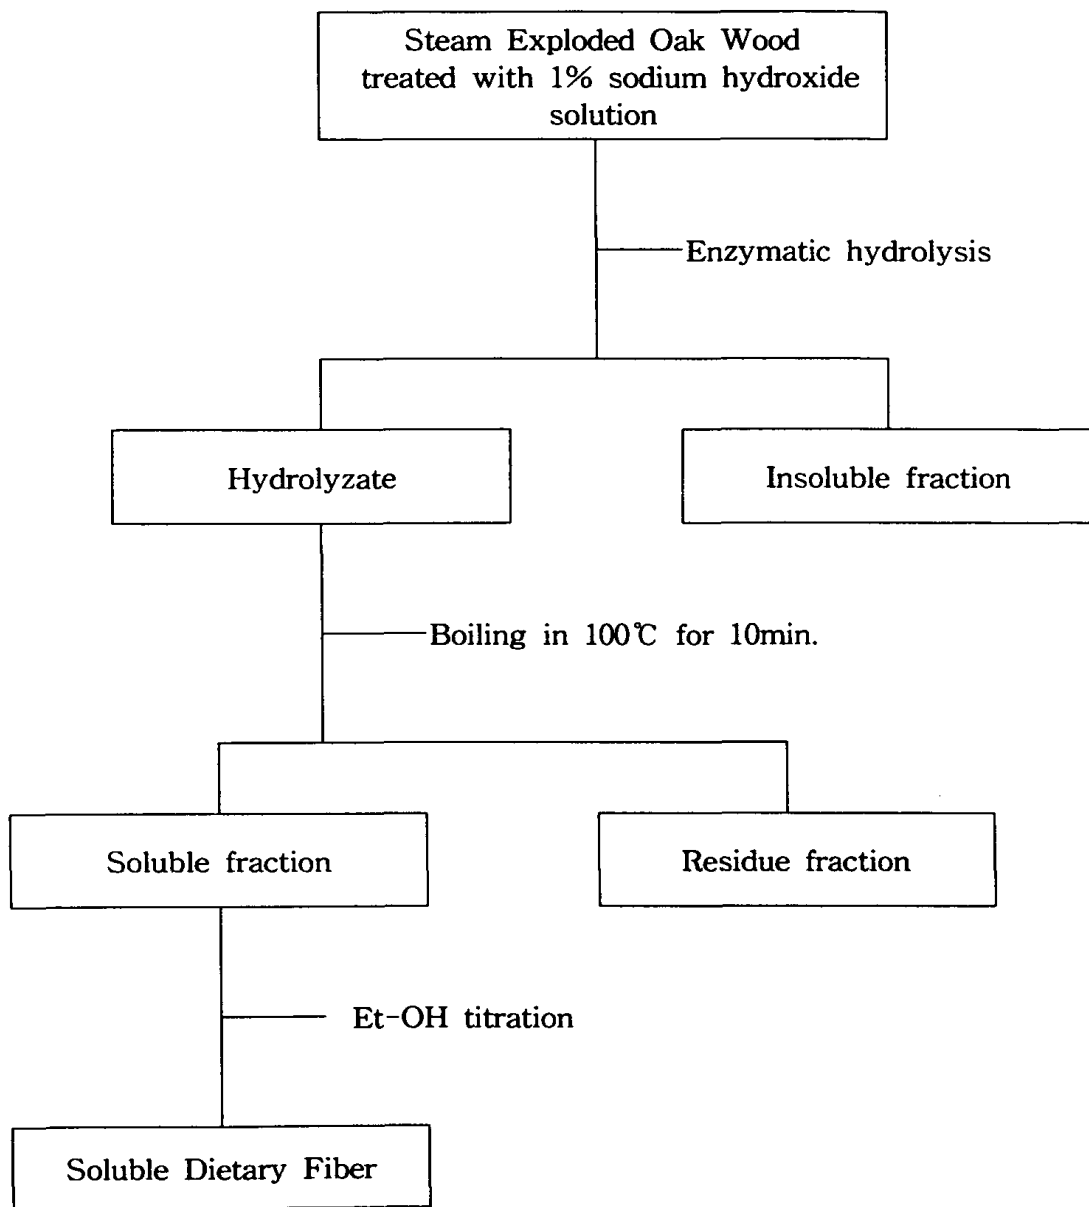 Steam Exploded Oak Wood
treated with 1% sodium hydroxide
solution
Enzymatic hydrolysis
Hydrolyzate
Insoluble fraction
Boiling in 100℃ for 10min.
Soluble fraction
Residue fraction
Et-OH titration
Soluble Dietary Fiber